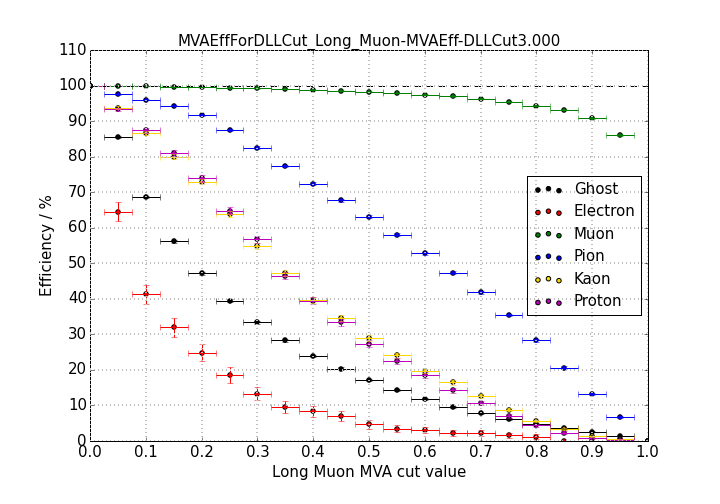 MVAEffForDLLCut_Long_Muon-MVAEff-DLLCut3.000
110
100
90
80
70
60
50
40
30
20
10
0
Efficiency / %
Ghost
Electron
Muon
Pion
Kaon
Proton
0.0 0.1 0.2 0.3 0.4 0.5 0.6 0.7 0.8 0.9 1.0
Long Muon MVA cut value